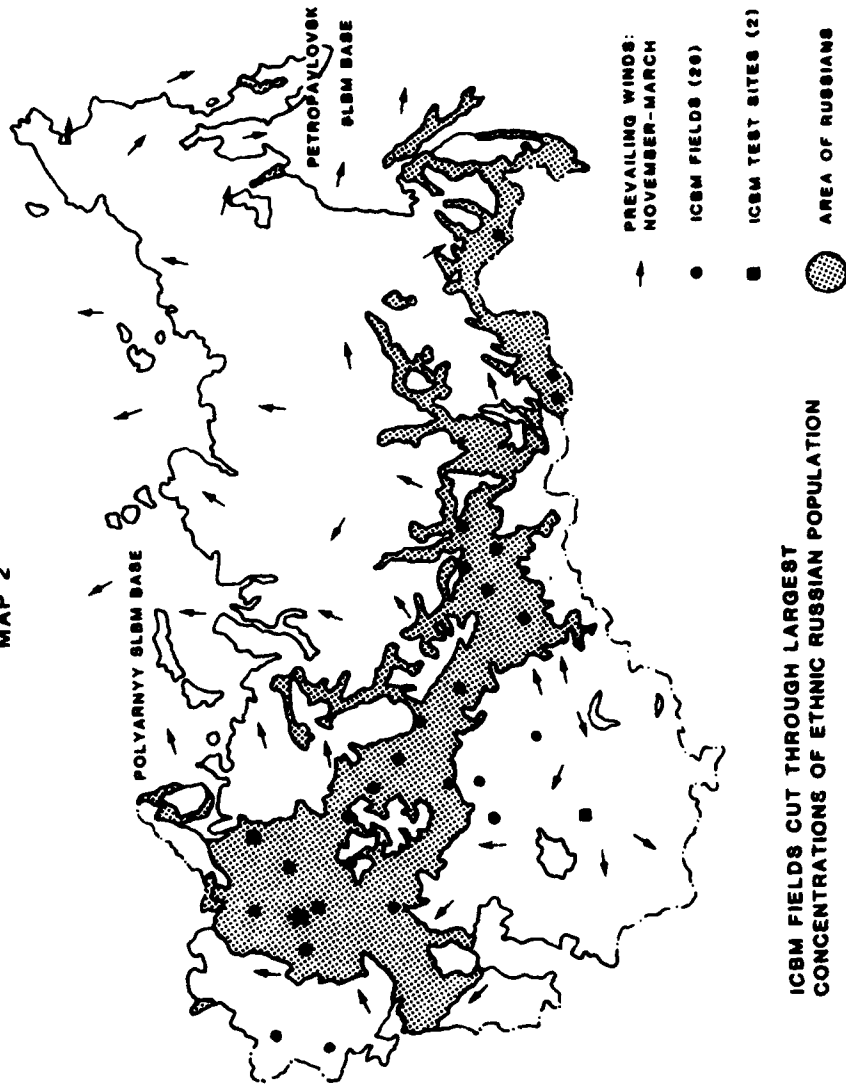 MAP 2
POLYARNYY SLBM BASE
PETROPAVLOVSK
SLBM BASE
ICBM FIELDS CUT THROUGH LARGEST
CONCENTRATIONS OF ETHNIC RUSSIAN POPULATION
PREVAILING WINDS:
NOVEMBER-MARCH
ICBM FIELDS (26)
ICBM TEST SITES (2)
AREA OF RUSSIANS